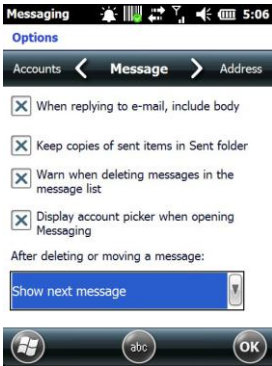 Messaging 5:06
Options
Accounts Message Address
When replying to e-mail, include body
Keep copies of sent items in Sent folder
Warn when deleting messages in the
message list
Display account picker when opening
Messaging
After deleting or moving a message:
Show next message
abc OK